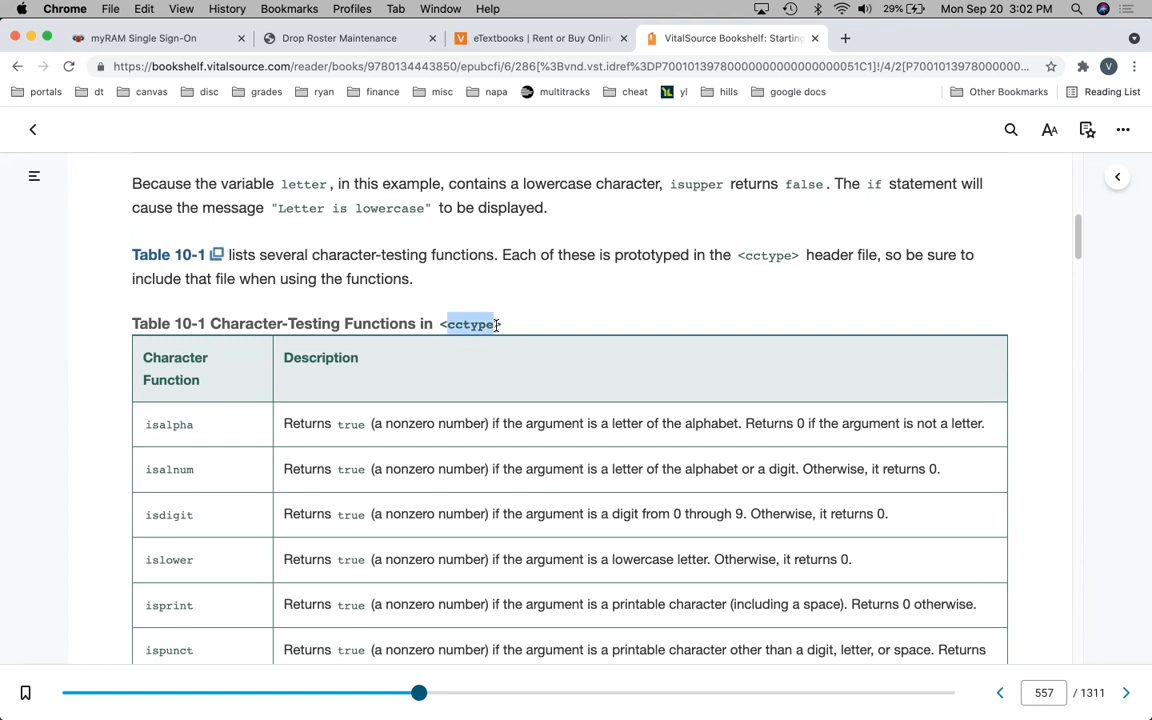 Chrome File Edit View History Bookmarks Profiles Tab Window Help 29% Mon Sep 20 3:02 PM
myRAM Single Sign-On Drop Roster Maintenance eTextbooks | Rent or Buy Onlin VitalSource Bookshelf: Starting
https://bookshelf.vitalsource.com/reader/books/9780134443850/epubcfi/6/286[%3Bvnd.vst.idref%3DP70010139780000000000000000051C1]!/4/2[P7001013978000000...
portals dt canvas disc grades ryan finance misc napa multitracks cheat yl hills google docs Other Bookmarks Reading List
Because the variable letter, in this example, contains a lowercase character, isupper returns false. The if statement will
cause the message "Letter is lowercase" to be displayed.
Table 10-1 lists several character-testing functions. Each of these is prototyped in the <cctype> header file, so be sure to
include that file when using the functions.
Table 10-1 Character-Testing Functions in <cctype>
Character Description
Function
isalpha Returns true (a nonzero number) if the argument is a letter of the alphabet. Returns 0 if the argument is not a letter.
isalnum Returns true (a nonzero number) if the argument is a letter of the alphabet or a digit. Otherwise, it returns 0.
isdigit Returns true (a nonzero number) if the argument is a digit from 0 through 9. Otherwise, it returns 0.
islower Returns true (a nonzero number) if the argument is a lowercase letter. Otherwise, it returns 0.
isprint Returns true (a nonzero number) if the argument is a printable character (including a space). Returns 0 otherwise.
ispunct Returns true (a nonzero number) if the argument is a printable character other than a digit, letter, or space. Returns
557 / 1311